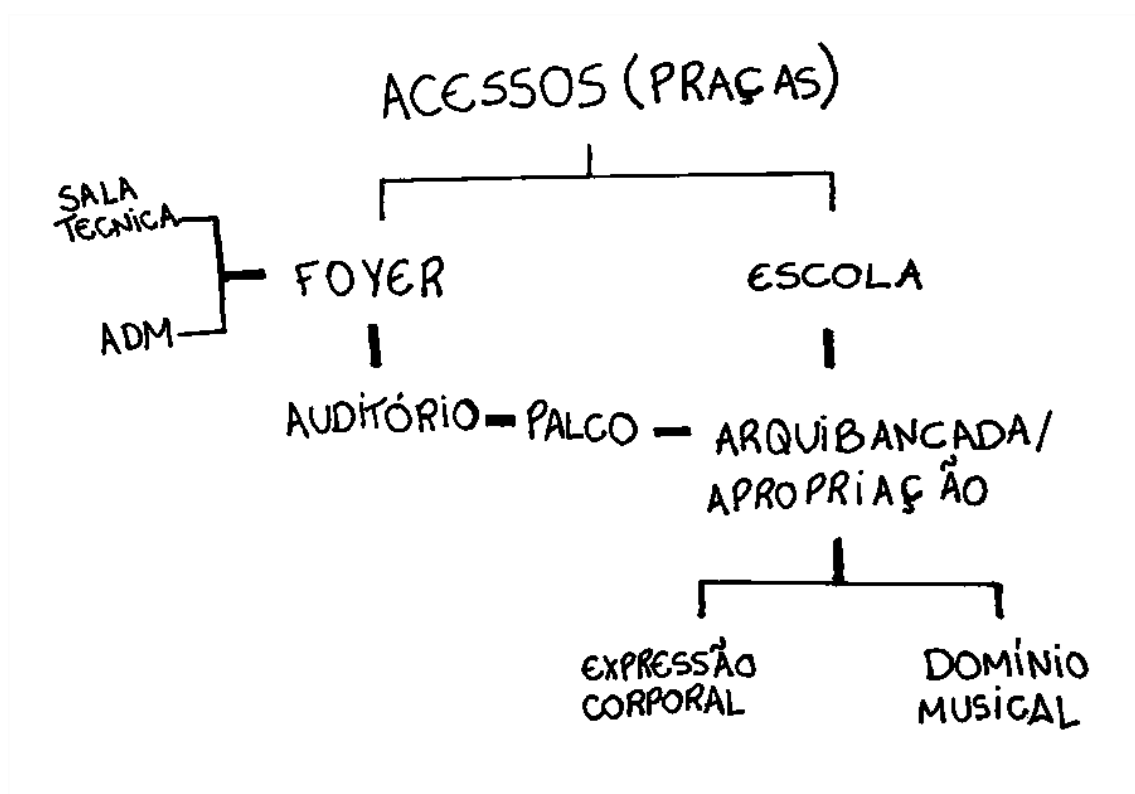 ACESSOS (PRAÇAS)
SALA
TECNICA
FOYER
ESCOLA
ADM
AUDITÓRIO
PALCO
ARQUIBANCADA/
APROPRIAÇÃO
EXPRESSÃO
CORPORAL
DOMÍNIO
MUSICAL